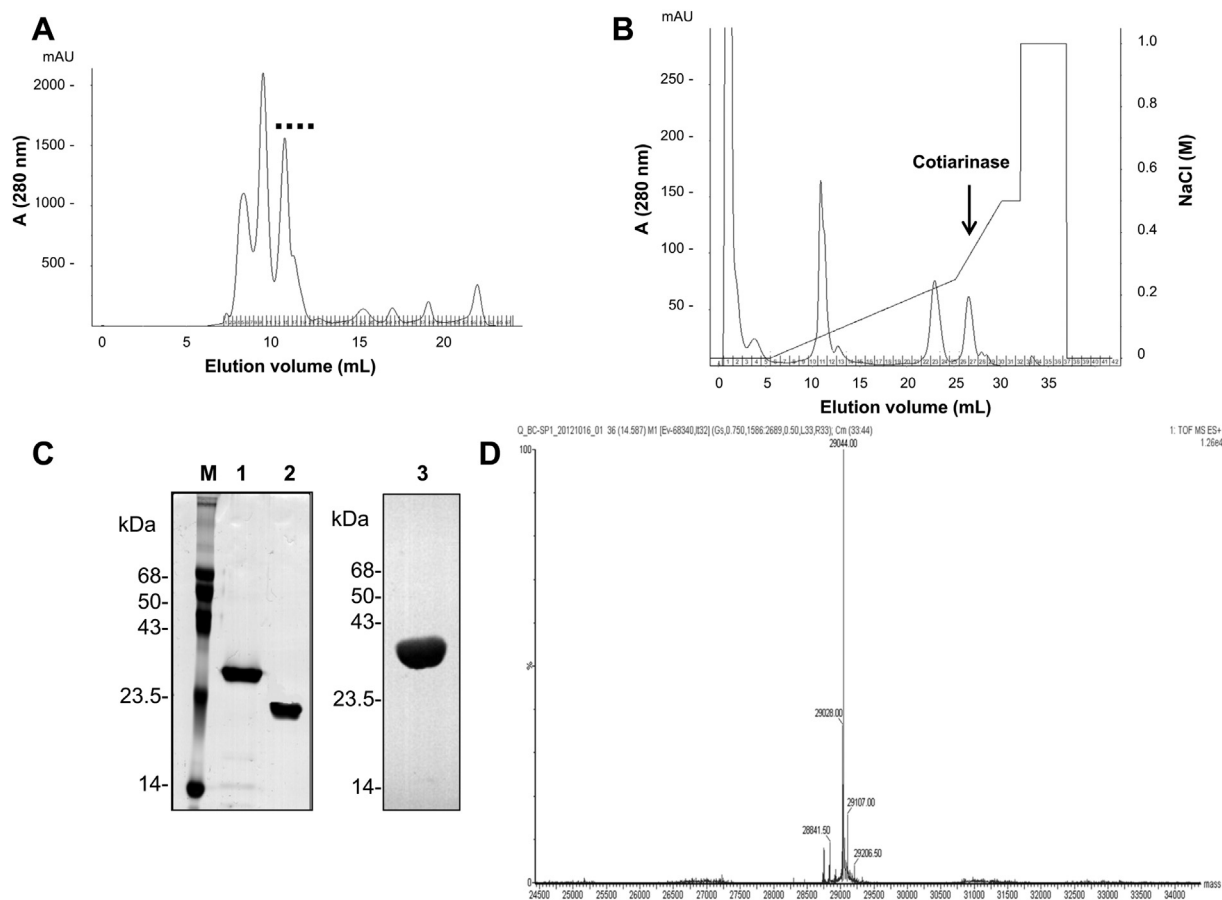 A
mAU
2000 -
1500 -
1000 -
500 -
A (280 nm)
0 5 10 15 20
Elution volume (mL)
B
mAU
250 -
200 -
150 -
100 -
50 -
A (280 nm)
Cotiarinase
1.0
0.8
0.6
0.4
0.2
0
NaCl (M)
0 5 10 15 20 25 30 35
Elution volume (mL)
C
M 1 2
kDa
68-
50-
43-
23.5-
14-
3
kDa
68-
50-
43-
23.5-
14-
D
Q_BC-SP1_20121016_01 36 (14.587) M1 [Ev-68340,It32] (Gs,0.750,1586:2689,0.50,L33,R33); Cm (33:44)
1: TOF MS ES+
1.26e4
100
%
0
29044.00
29028.00
29107.00
28841.50
29206.50
24500 25000 25500 26000 26500 27000 27500 28000 28500 29000 29500 30000 30500 31000 31500 32000 32500 33000 33500 34000
mass